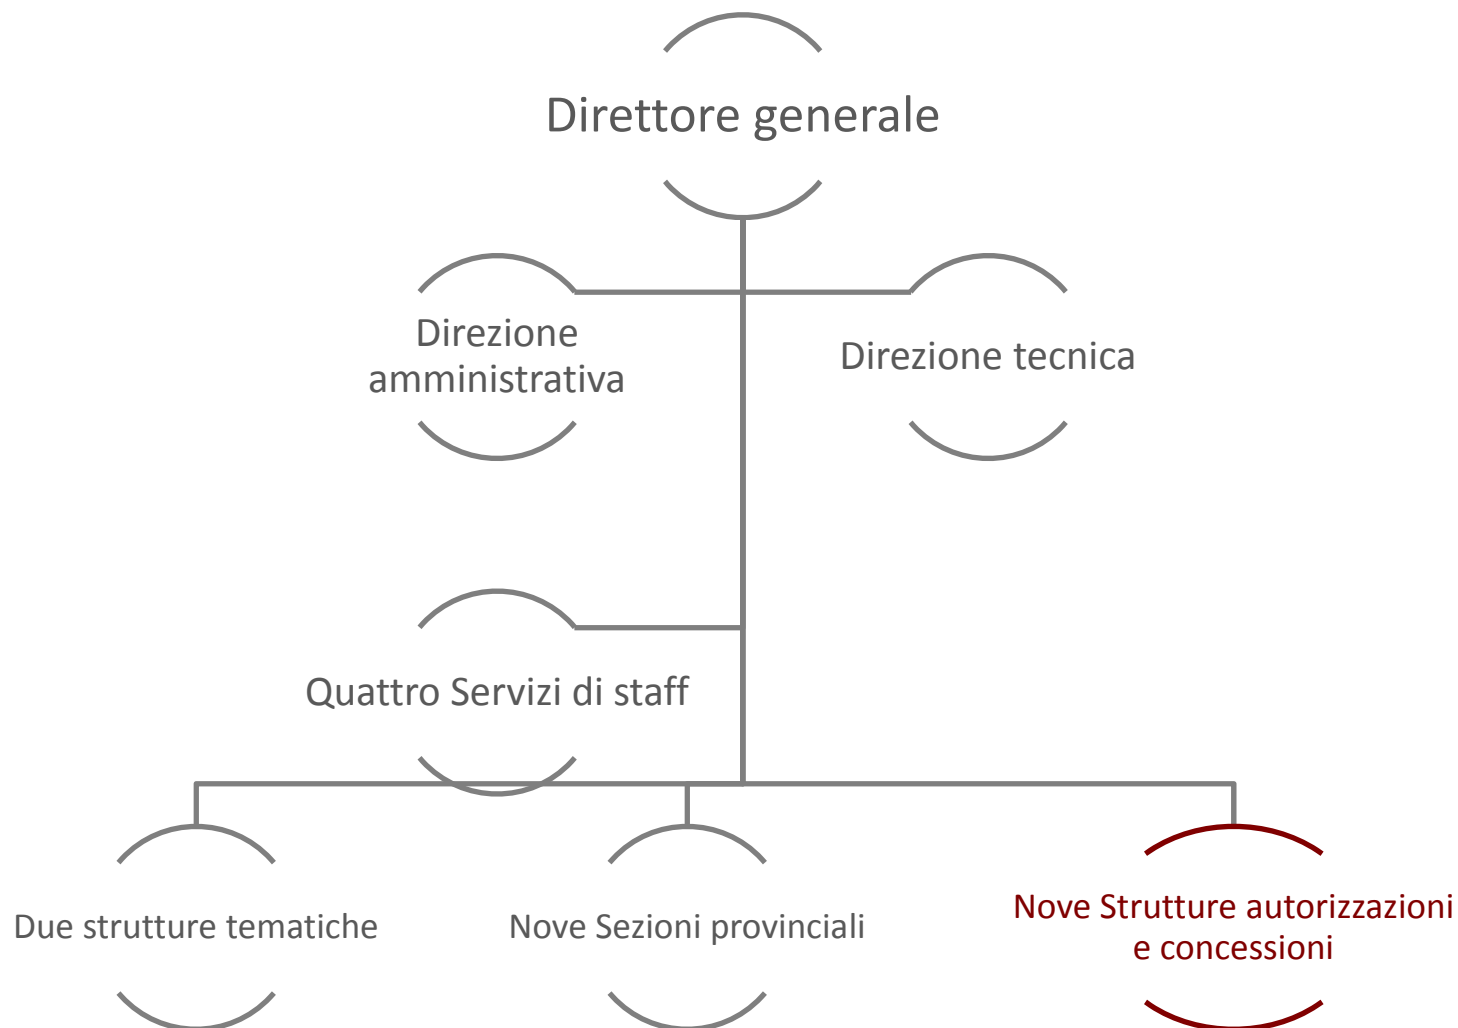 Direttore generale
Direzione
amministrativa
Direzione tecnica
Quattro Servizi di staff
Due strutture tematiche
Nove Sezioni provinciali
Nove Strutture autorizzazioni
e concessioni